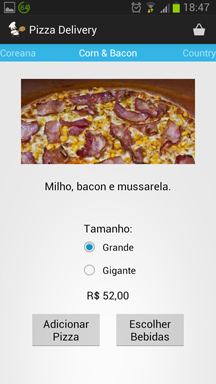 64
18:47
Pizza Delivery
Coreana
Corn & Bacon
Country
Milho, bacon e mussarela.
Tamanho:
Grande
Gigante
R$ 52,00
Adicionar
Pizza
Escolher
Bebidas